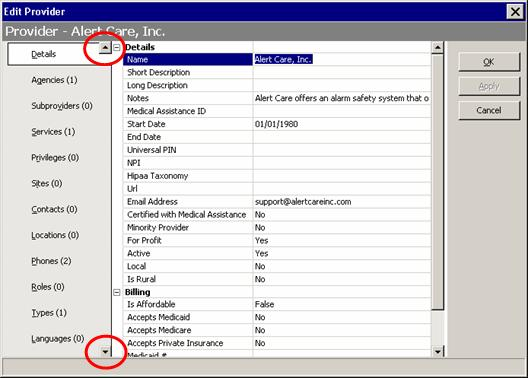 Edit Provider
Provider - Alert Care, Inc.
Details
Agencies (1)
Subproviders (0)
Services (1)
Privileges (0)
Sites (0)
Contacts (0)
Locations (0)
Phones (2)
Roles (0)
Types (1)
Languages (0)
Details
Name Alert Care, Inc.
Short Description
Long Description
Notes Alert Care offers an alarm safety system that o
Medical Assistance ID
Start Date 01/01/1980
End Date
Universal PIN
NPI
Hipaa Taxonomy
Url
Email Address support@alertcareinc.com
Certified with Medical Assistance No
Minority Provider No
For Profit Yes
Active Yes
Local No
Is Rural No
Billing
Is Affordable False
Accepts Medicaid No
Accepts Medicare No
Accepts Private Insurance No
Medicaid #
OK
Apply
Cancel